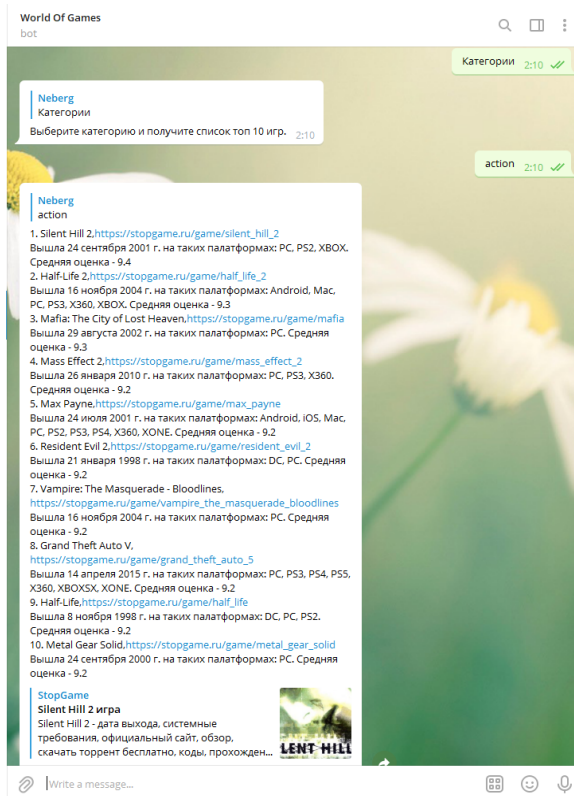 World Of Games
bot
Категории 2:10
Neberg
Категории
Выберите категорию и получите список топ 10 игр. 2:10
action 2:10
Neberg
action
1. Silent Hill 2,https://stopgame.ru/game/silent_hill_2
Вышла 24 сентября 2001 г. на таких палатформах: PC, PS2, XBOX.
Средняя оценка - 9.4
2. Half-Life 2,https://stopgame.ru/game/half_life_2
Вышла 16 ноября 2004 г. на таких палатформах: Android, Mac,
PC, PS3, X360, XBOX. Средняя оценка - 9.3
3. Mafia: The City of Lost Heaven,https://stopgame.ru/game/mafia
Вышла 29 августа 2002 г. на таких палатформах: PC. Средняя
оценка - 9.3
4. Mass Effect 2,https://stopgame.ru/game/mass_effect_2
Вышла 26 января 2010 г. на таких палатформах: PC, PS3, X360.
Средняя оценка - 9.2
5. Max Payne,https://stopgame.ru/game/max_payne
Вышла 24 июля 2001 г. на таких палатформах: Android, iOS, Mac,
PC, PS2, PS3, PS4, X360, XONE. Средняя оценка - 9.2
6. Resident Evil 2,https://stopgame.ru/game/resident_evil_2
Вышла 21 января 1998 г. на таких палатформах: DC, PC. Средняя
оценка - 9.2
7. Vampire: The Masquerade - Bloodlines,
https://stopgame.ru/game/vampire_the_masquerade_bloodlines
Вышла 16 ноября 2004 г. на таких палатформах: PC. Средняя
оценка - 9.2
8. Grand Theft Auto V,
https://stopgame.ru/game/grand_theft_auto_5
Вышла 14 апреля 2015 г. на таких палатформах: PC, PS3, PS4, PS5,
X360, XBOXSX, XONE. Средняя оценка - 9.2
9. Half-Life,https://stopgame.ru/game/half_life
Вышла 8 ноября 1998 г. на таких палатформах: DC, PC, PS2.
Средняя оценка - 9.2
10. Metal Gear Solid,https://stopgame.ru/game/metal_gear_solid
Вышла 24 сентября 2000 г. на таких палатформах: PC. Средняя
оценка - 9.2
StopGame
Silent Hill 2 игра
Silent Hill 2 - дата выхода, системные
требования, официальный сайт, обзор,
скачать торрент бесплатно, коды, прохожден...
LENT HILL
Write a message...